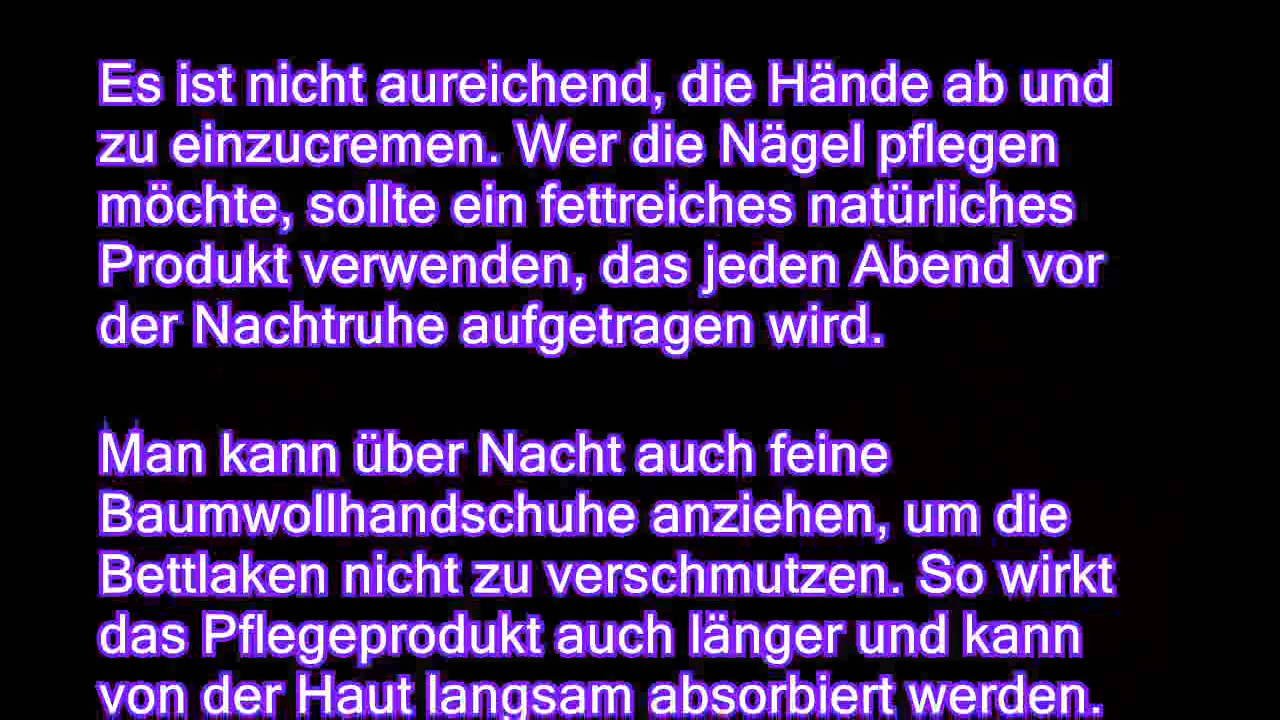 Es ist nicht aureichend, die Hände ab und
zu einzucremen. Wer die Nägel pflegen
möchte, sollte ein fettreiches natürliches
Produkt verwenden, das jeden Abend vor
der Nachtruhe aufgetragen wird.
Man kann über Nacht auch feine
Baumwollhandschuhe anziehen, um die
Bettlaken nicht zu verschmutzen. So wirkt
das Pflegeprodukt auch länger und kann
von der Haut langsam absorbiert werden.